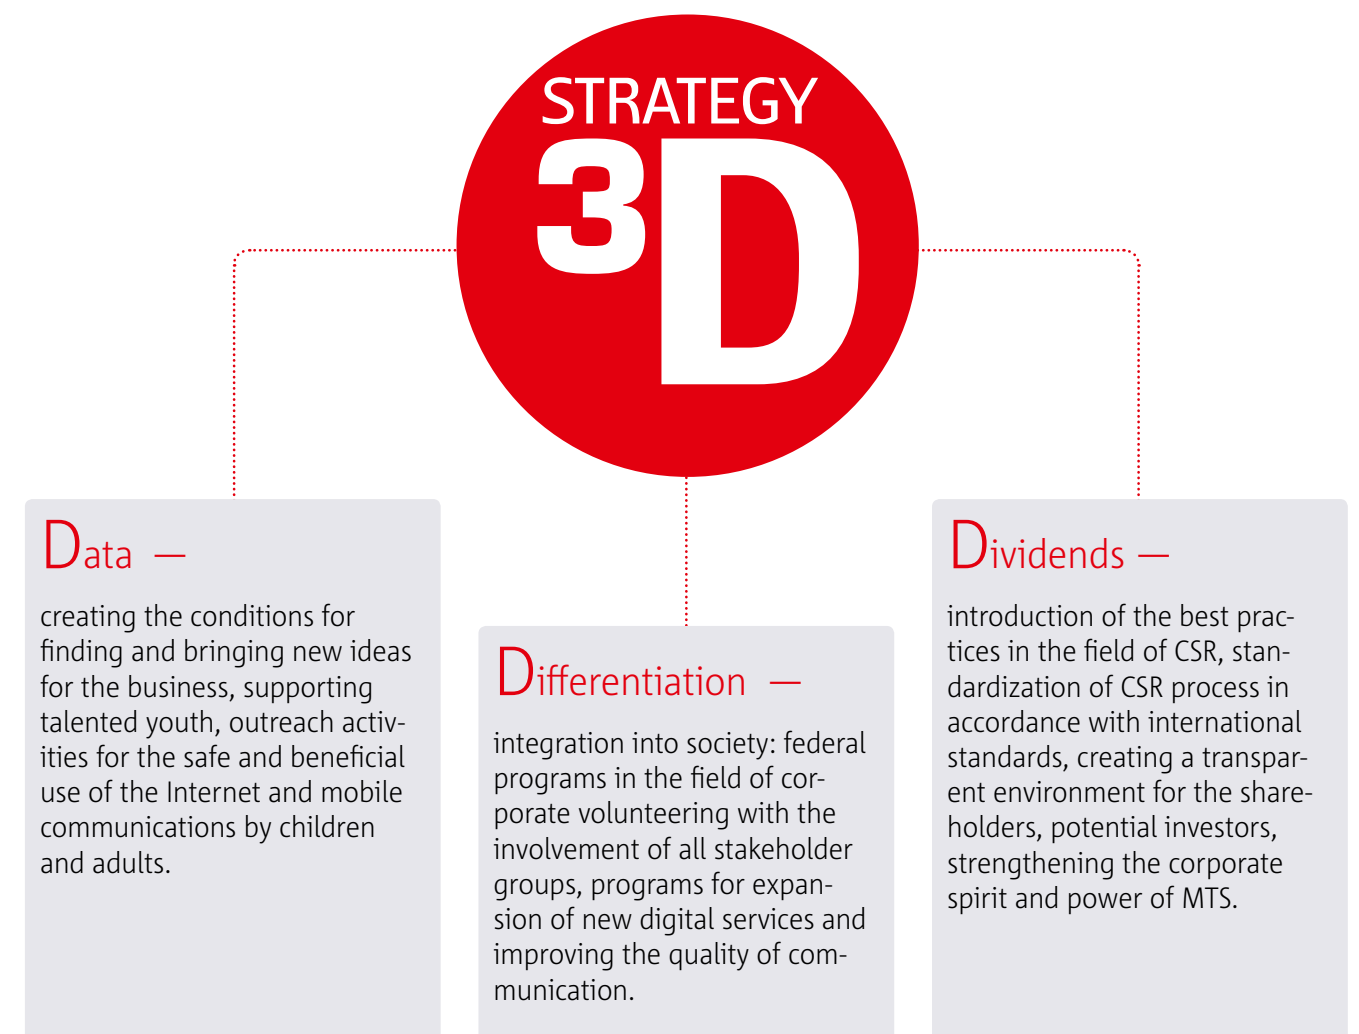 STRATEGY
3D
Data —
creating the conditions for
finding and bringing new ideas
for the business, supporting
talented youth, outreach activ-
ities for the safe and beneficial
use of the Internet and mobile
communications by children
and adults.
Differentiation —
integration into society: federal
programs in the field of cor-
porate volunteering with the
involvement of all stakeholder
groups, programs for expan-
sion of new digital services and
improving the quality of com-
munication.
Dividends —
introduction of the best prac-
tices in the field of CSR, stan-
dardization of CSR process in
accordance with international
standards, creating a transpar-
ent environment for the share-
holders, potential investors,
strengthening the corporate
spirit and power of MTS.